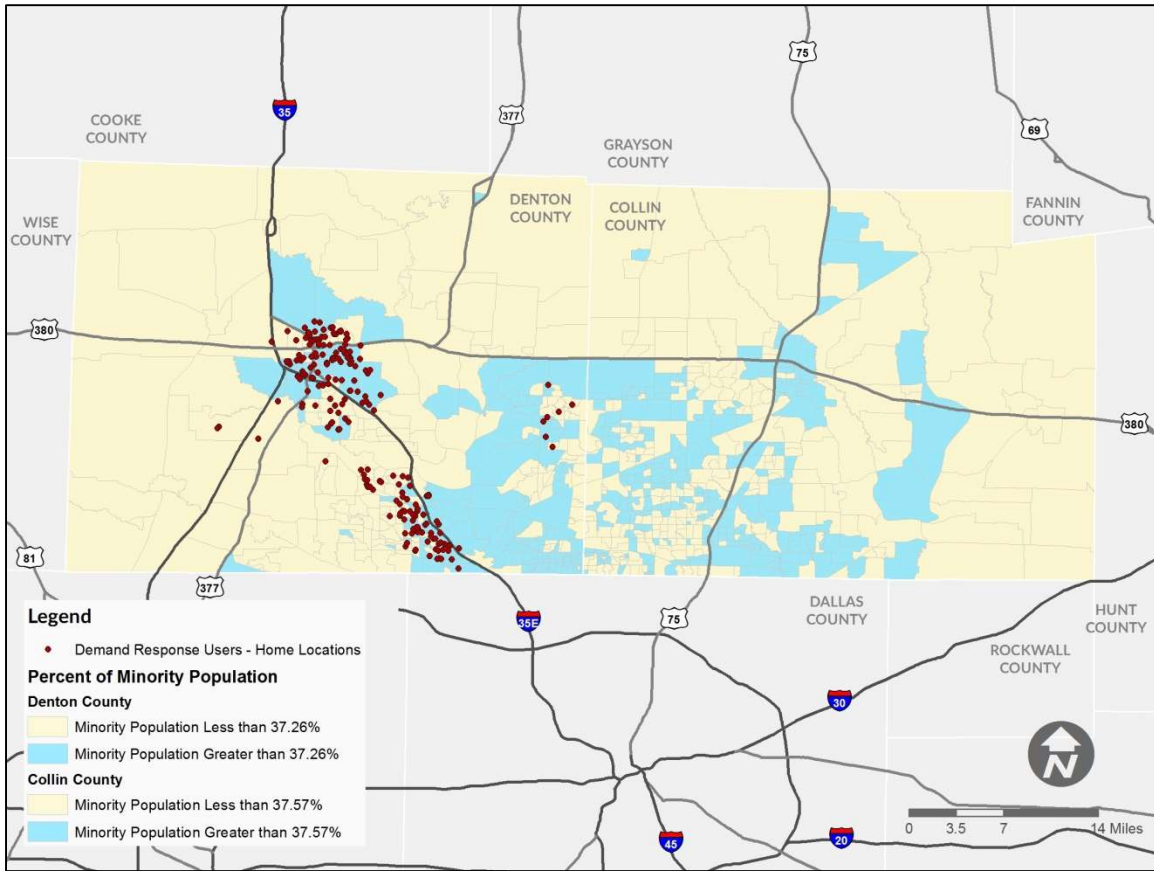 35
75
377
69
COOKE
COUNTY
GRAYSON
COUNTY
DENTON
COUNTY
COLLIN
COUNTY
FANNIN
COUNTY
WISE
COUNTY
380
380
81
377
35E
75
DALLAS
COUNTY
HUNT
COUNTY
ROCKWALL
COUNTY
30
45
20
Legend
Demand Response Users - Home Locations
Percent of Minority Population
Denton County
Minority Population Less than 37.26%
Minority Population Greater than 37.26%
Collin County
Minority Population Less than 37.57%
Minority Population Greater than 37.57%
N
0 3.5 7 14 Miles